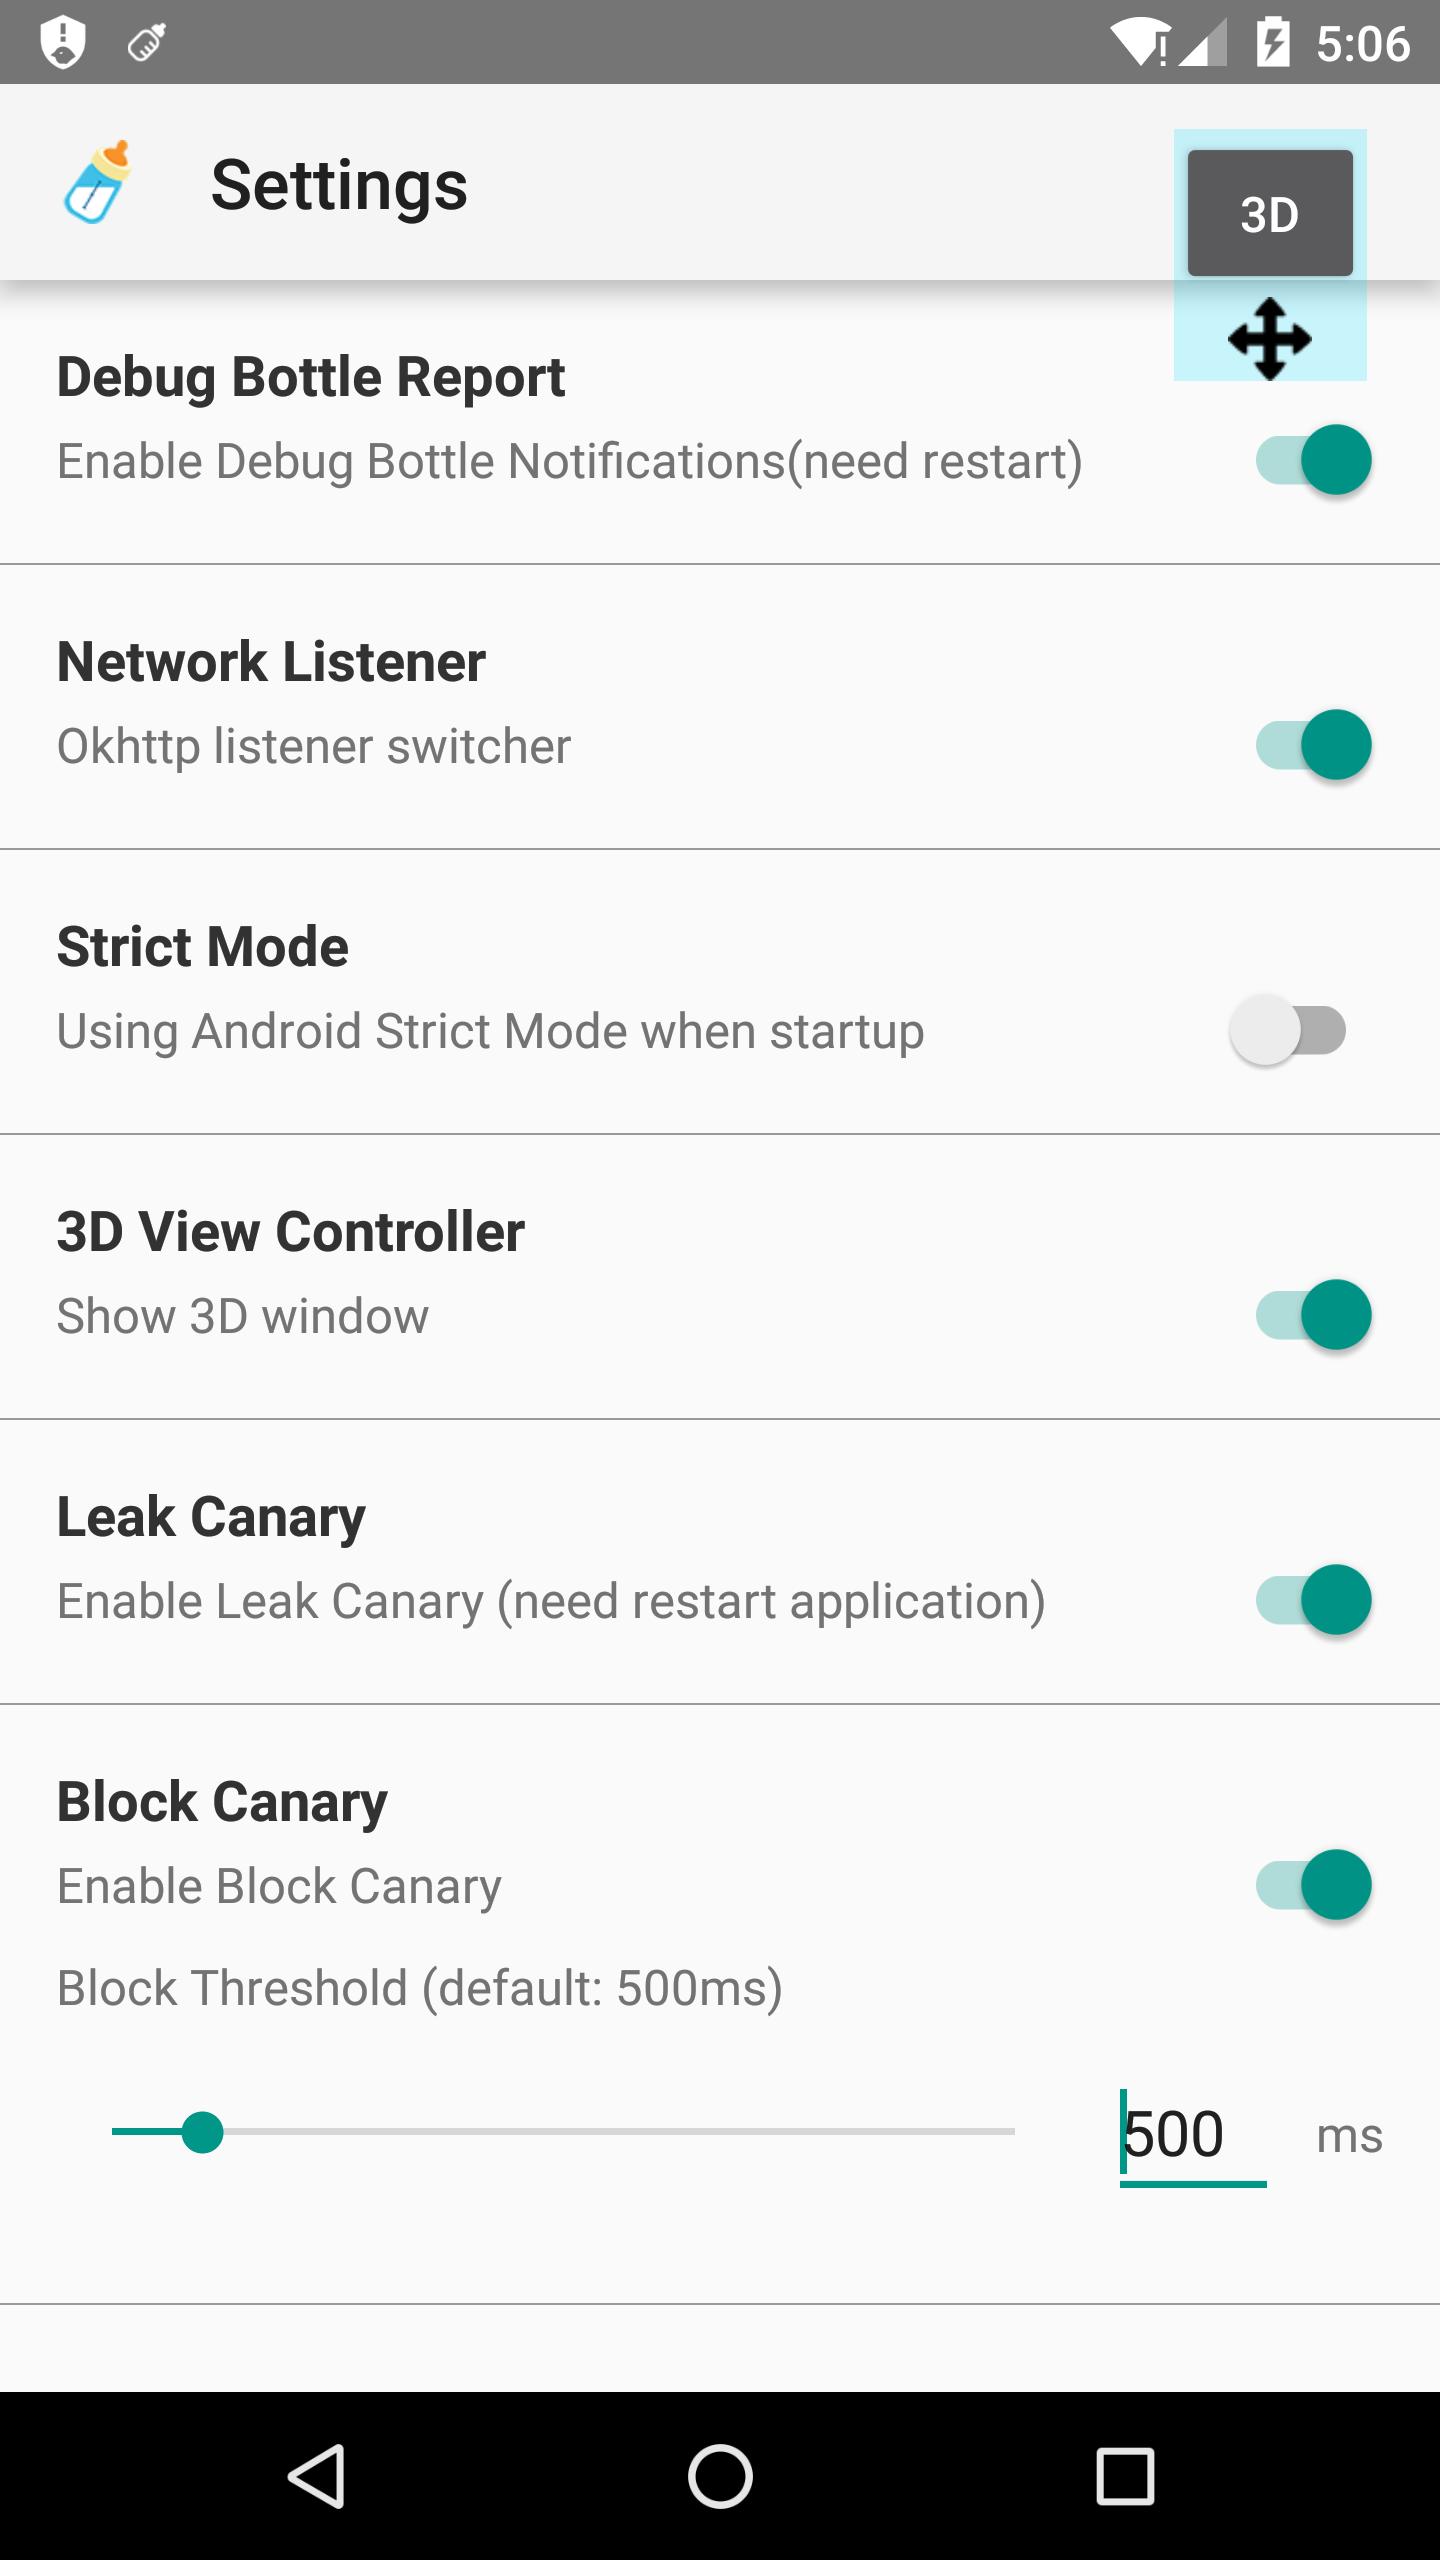 5:06
Settings
3D
Debug Bottle Report
Enable Debug Bottle Notifications(need restart)
Network Listener
Okhttp listener switcher
Strict Mode
Using Android Strict Mode when startup
3D View Controller
Show 3D window
Leak Canary
Enable Leak Canary (need restart application)
Block Canary
Enable Block Canary
Block Threshold (default: 500ms)
500 ms